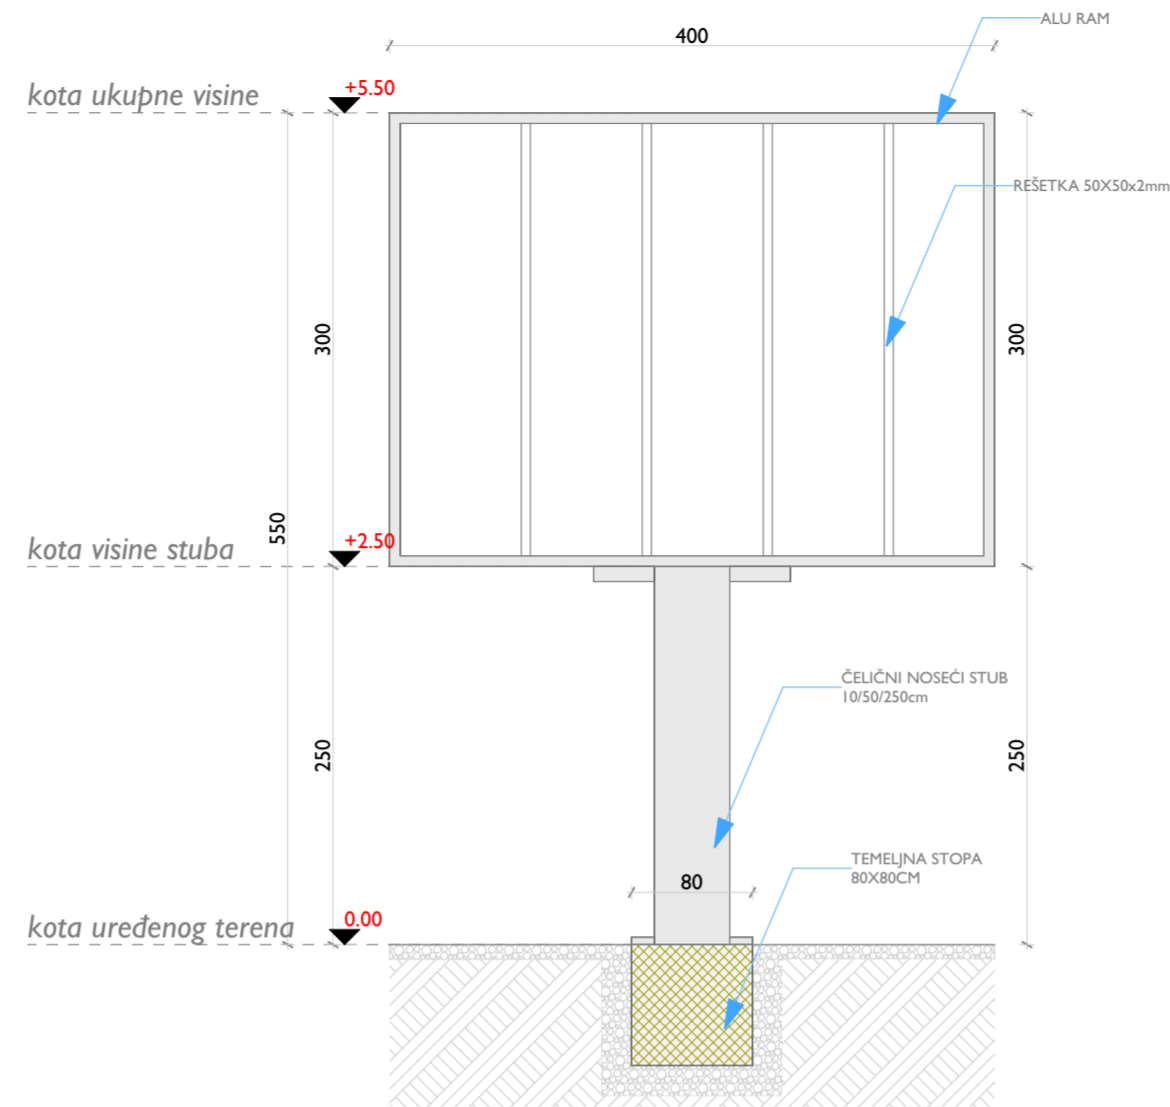 ALU RAM
400
+5.50
kota ukupne visine
REŠETKA 50X50x2mm
300
300
550
+2.50
kota visine stuba
ČELIČNI NOSEĆI STUB
10/50/250cm
250
250
TEMELJNA STOPA
80X80CM
80
0.00
kota uređenog terena